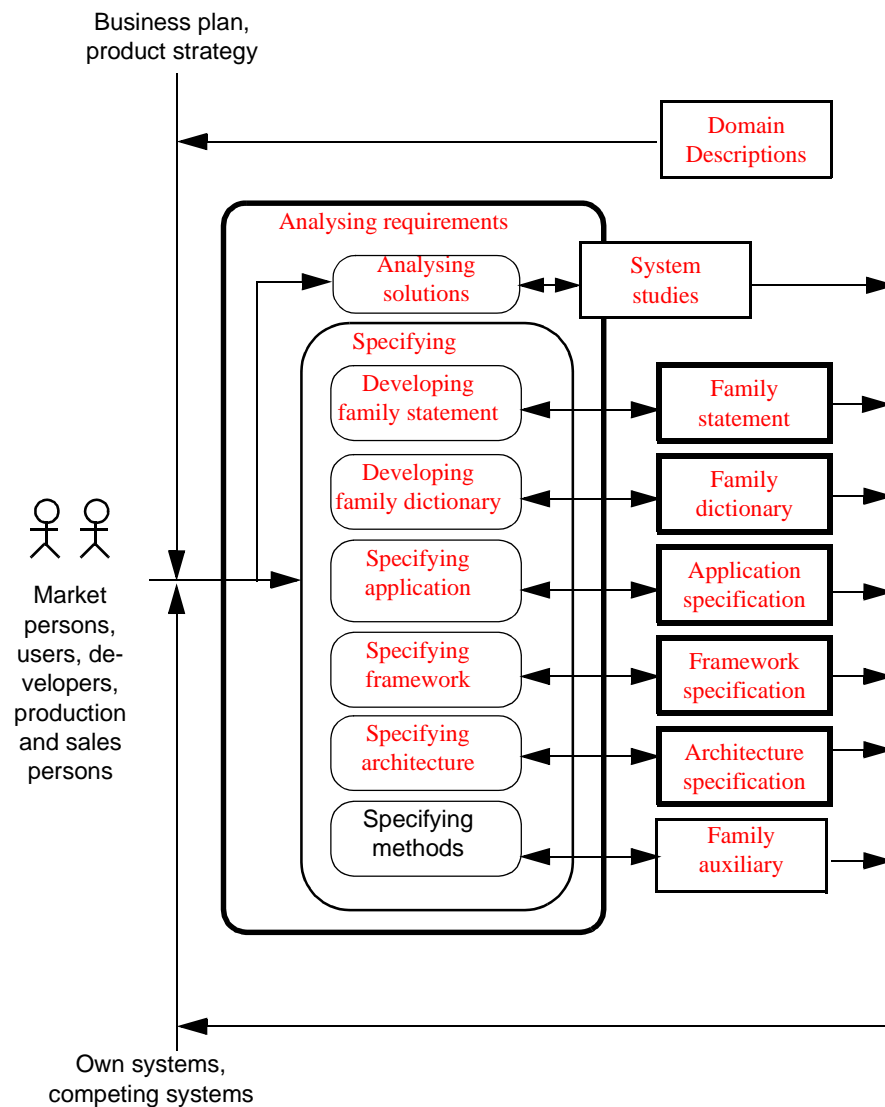 Business plan,
product strategy
Domain
Descriptions
Analysing requirements
Analysing
solutions
System
studies
Specifying
Developing
family statement
Family
statement
Developing
family dictionary
Family
dictionary
Specifying
application
Application
specification
Market
persons,
users, de-
velopers,
production
and sales
persons
Specifying
framework
Framework
specification
Specifying
architecture
Architecture
specification
Specifying
methods
Family
auxiliary
Own systems,
competing systems